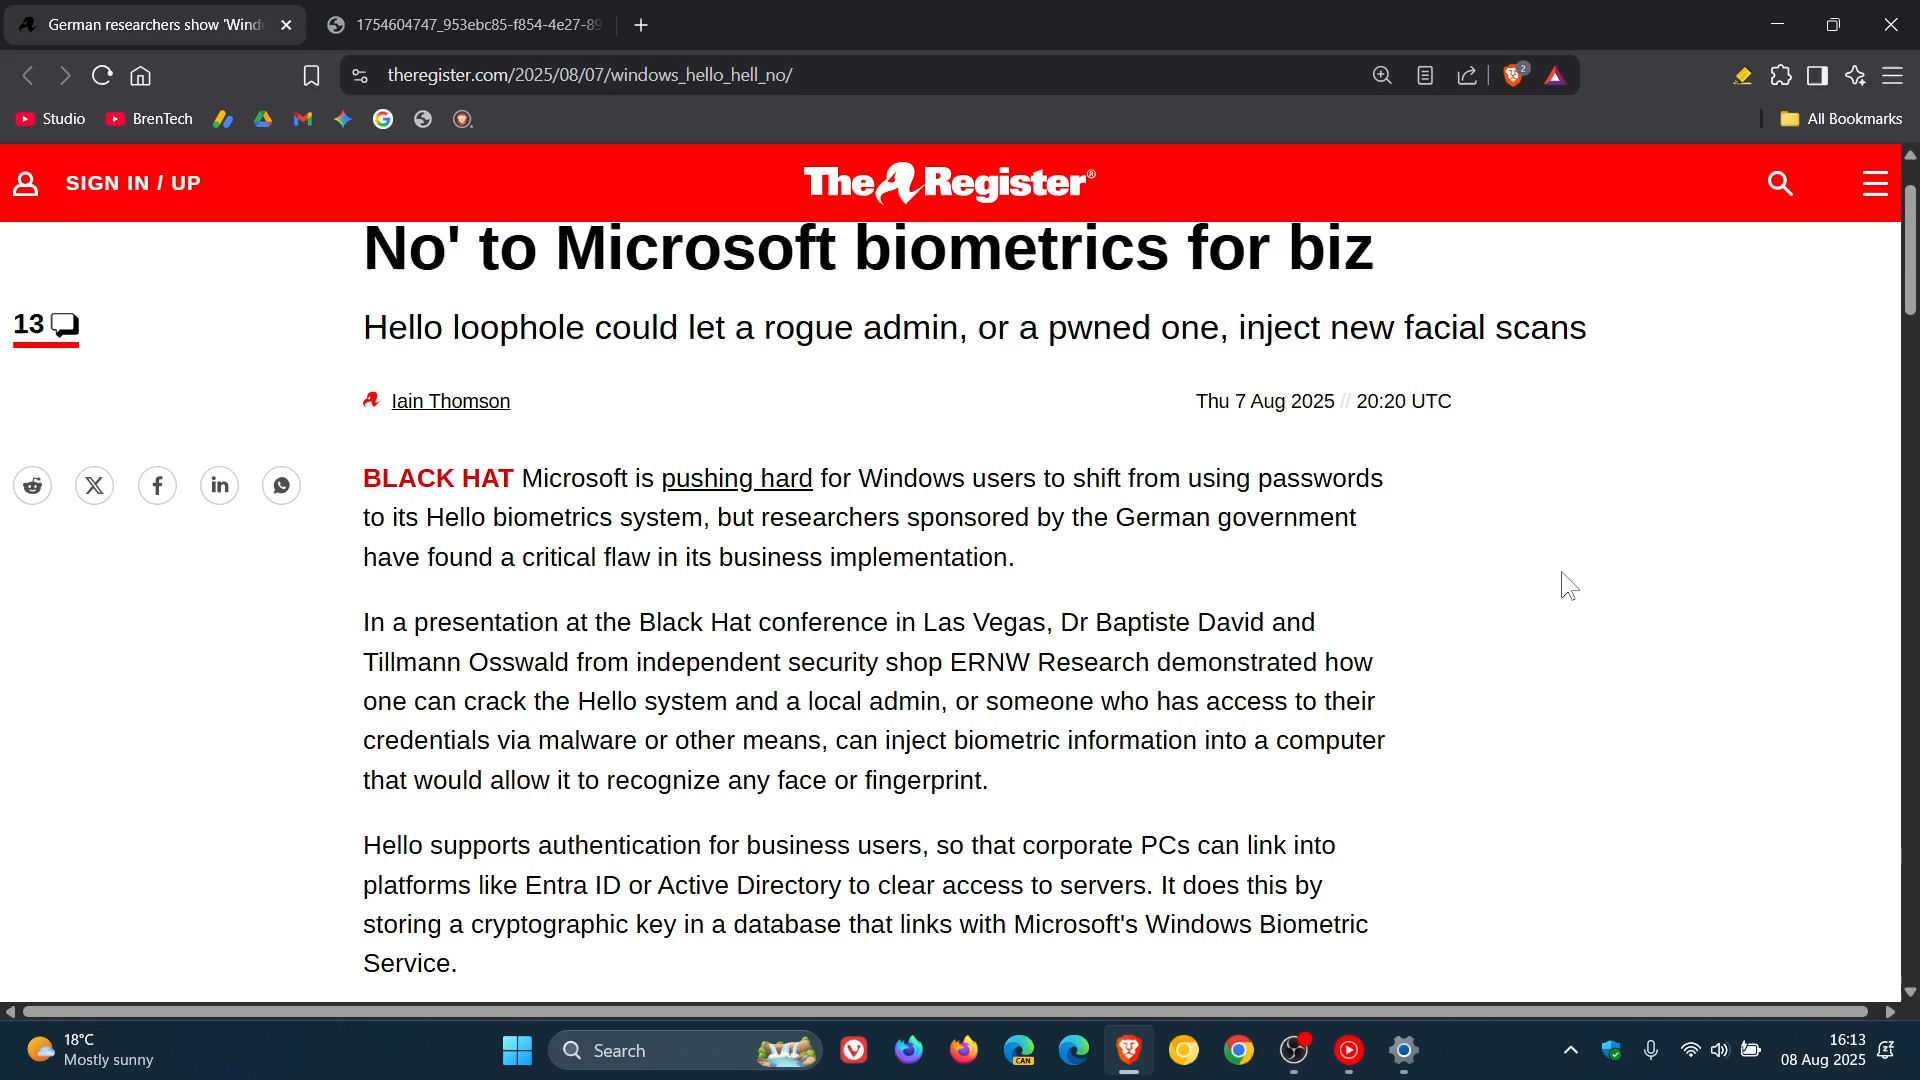 German researchers show 'Wind
1754604747_953ebc85-f854-4e27-89
theregister.com/2025/08/07/windows_hello_hell_no/
2
Studio
BrenTech
All Bookmarks
SIGN IN / UP
The Register®
No' to Microsoft biometrics for biz
13
Hello loophole could let a rogue admin, or a pwned one, inject new facial scans
Iain Thomson
Thu 7 Aug 2025 // 20:20 UTC
BLACK HAT Microsoft is pushing hard for Windows users to shift from using passwords
to its Hello biometrics system, but researchers sponsored by the German government
have found a critical flaw in its business implementation.
In a presentation at the Black Hat conference in Las Vegas, Dr Baptiste David and
Tillmann Osswald from independent security shop ERNW Research demonstrated how
one can crack the Hello system and a local admin, or someone who has access to their
credentials via malware or other means, can inject biometric information into a computer
that would allow it to recognize any face or fingerprint.
Hello supports authentication for business users, so that corporate PCs can link into
platforms like Entra ID or Active Directory to clear access to servers. It does this by
storing a cryptographic key in a database that links with Microsoft's Windows Biometric
Service.
18°C
Mostly sunny
Search
CAN
16:13
08 Aug 2025